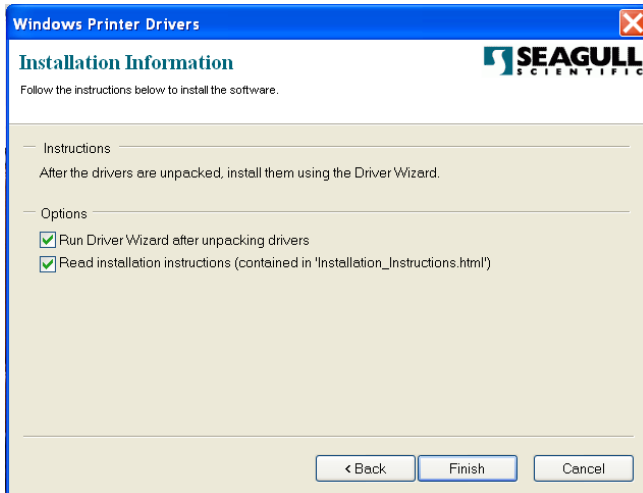 Windows Printer Drivers
Installation Information
Follow the instructions below to install the software.
SEAGULL
SCIENTIFIC
Instructions
After the drivers are unpacked, install them using the Driver Wizard.
Options
Run Driver Wizard after unpacking drivers
Read installation instructions (contained in 'Installation_Instructions.html')
< Back
Finish
Cancel